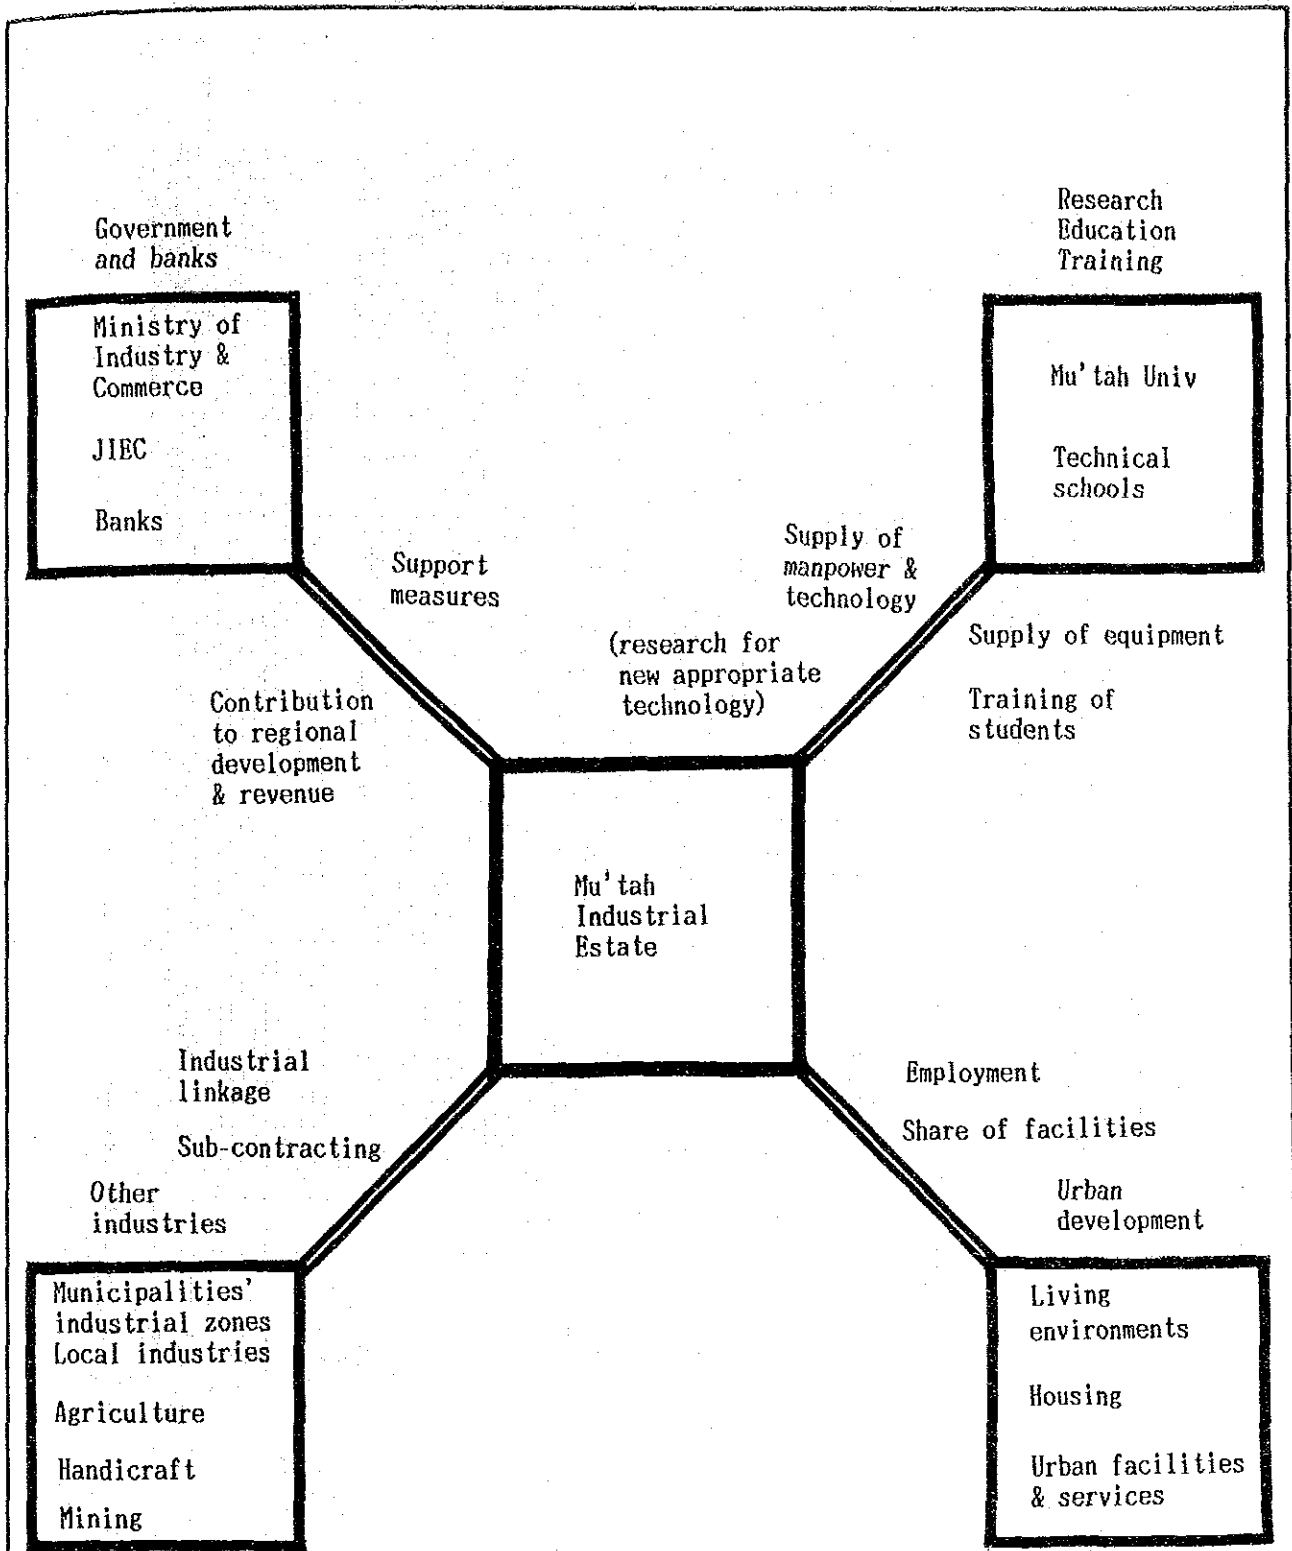 Government
and banks
Ministry of
Industry &
Commerce
JIEC
Banks
Research
Education
Training
Mu'tah Univ
Technical
schools
Support
measures
Contribution
to regional
development
& revenue
Supply of
manpower &
technology
(research for
new appropriate
technology)
Supply of equipment
Training of
students
Mu'tah
Industrial
Estate
Industrial
linkage
Sub-contracting
Other
industries
Municipalities'
industrial zones
Local industries
Agriculture
Handicraft
Mining
Employment
Share of facilities
Urban
development
Living
environments
Housing
Urban facilities
& services